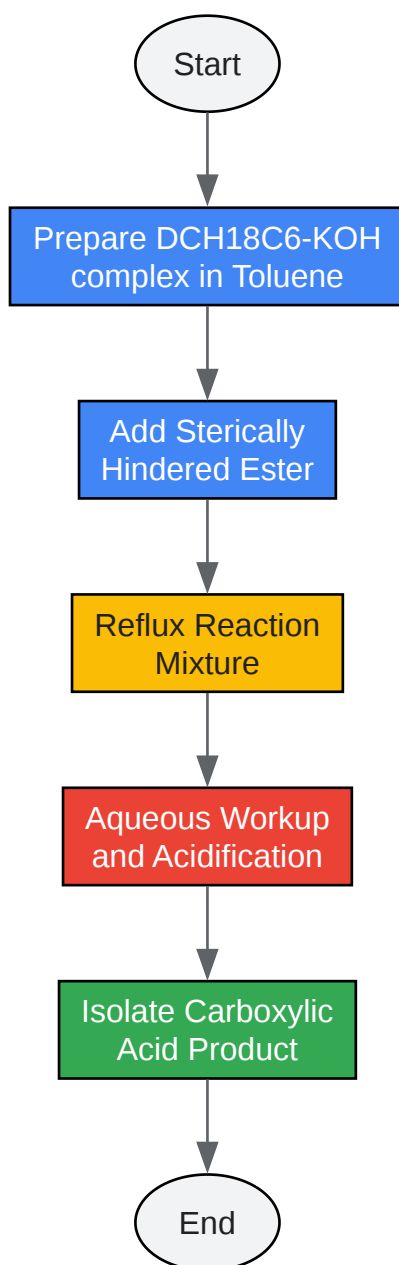 Start
Prepare DCH18C6-KOH
complex in Toluene
Add Sterically
Hindered Ester
Reflux Reaction
Mixture
Aqueous Workup
and Acidification
Isolate Carboxylic
Acid Product
End